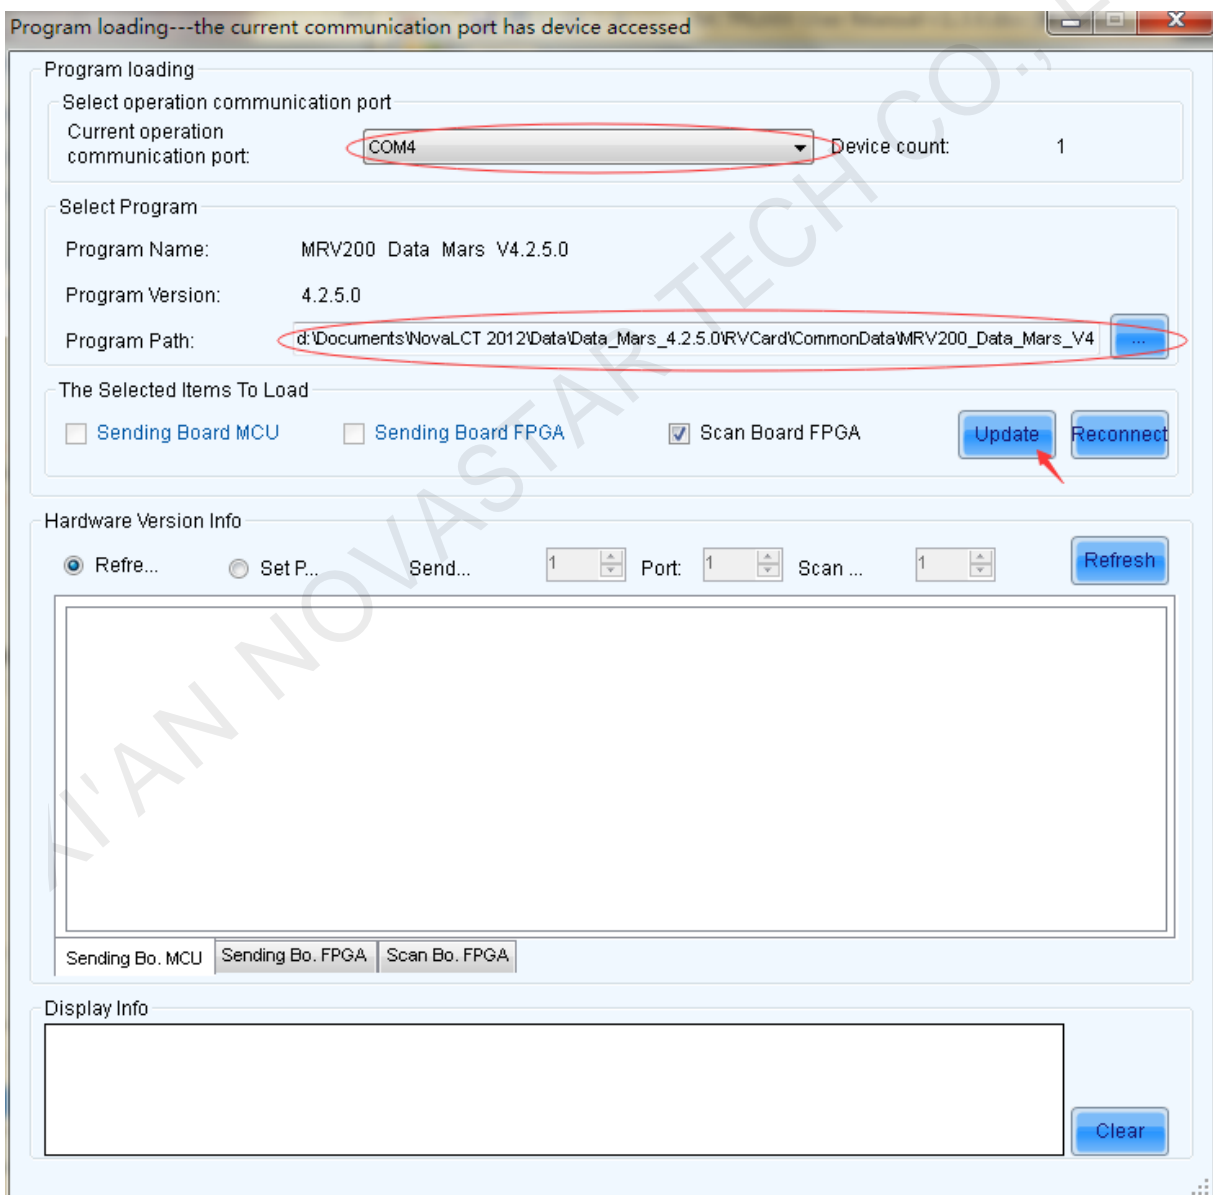 Program loading---the current communication port has device accessed
Program loading
Select operation communication port
Current operation
communication port:
COM4
Device count:
1
Select Program
Program Name:
MRV200 Data Mars V4.2.5.0
Program Version:
4.2.5.0
Program Path:
d:\Documents\NovaLCT 2012\Data\Data_Mars_4.2.5.0\RVCard\CommonData\MRV200_Data_Mars_V4
...
The Selected Items To Load
Sending Board MCU
Sending Board FPGA
Scan Board FPGA
Update
Reconnect
Hardware Version Info
Refre...
Set P...
Send...
1
Port:
1
Scan ...
1
Refresh
Sending Bo. MCU
Sending Bo. FPGA
Scan Bo. FPGA
Display Info
Clear
XI'AN NOVASTAR TECH CO.,